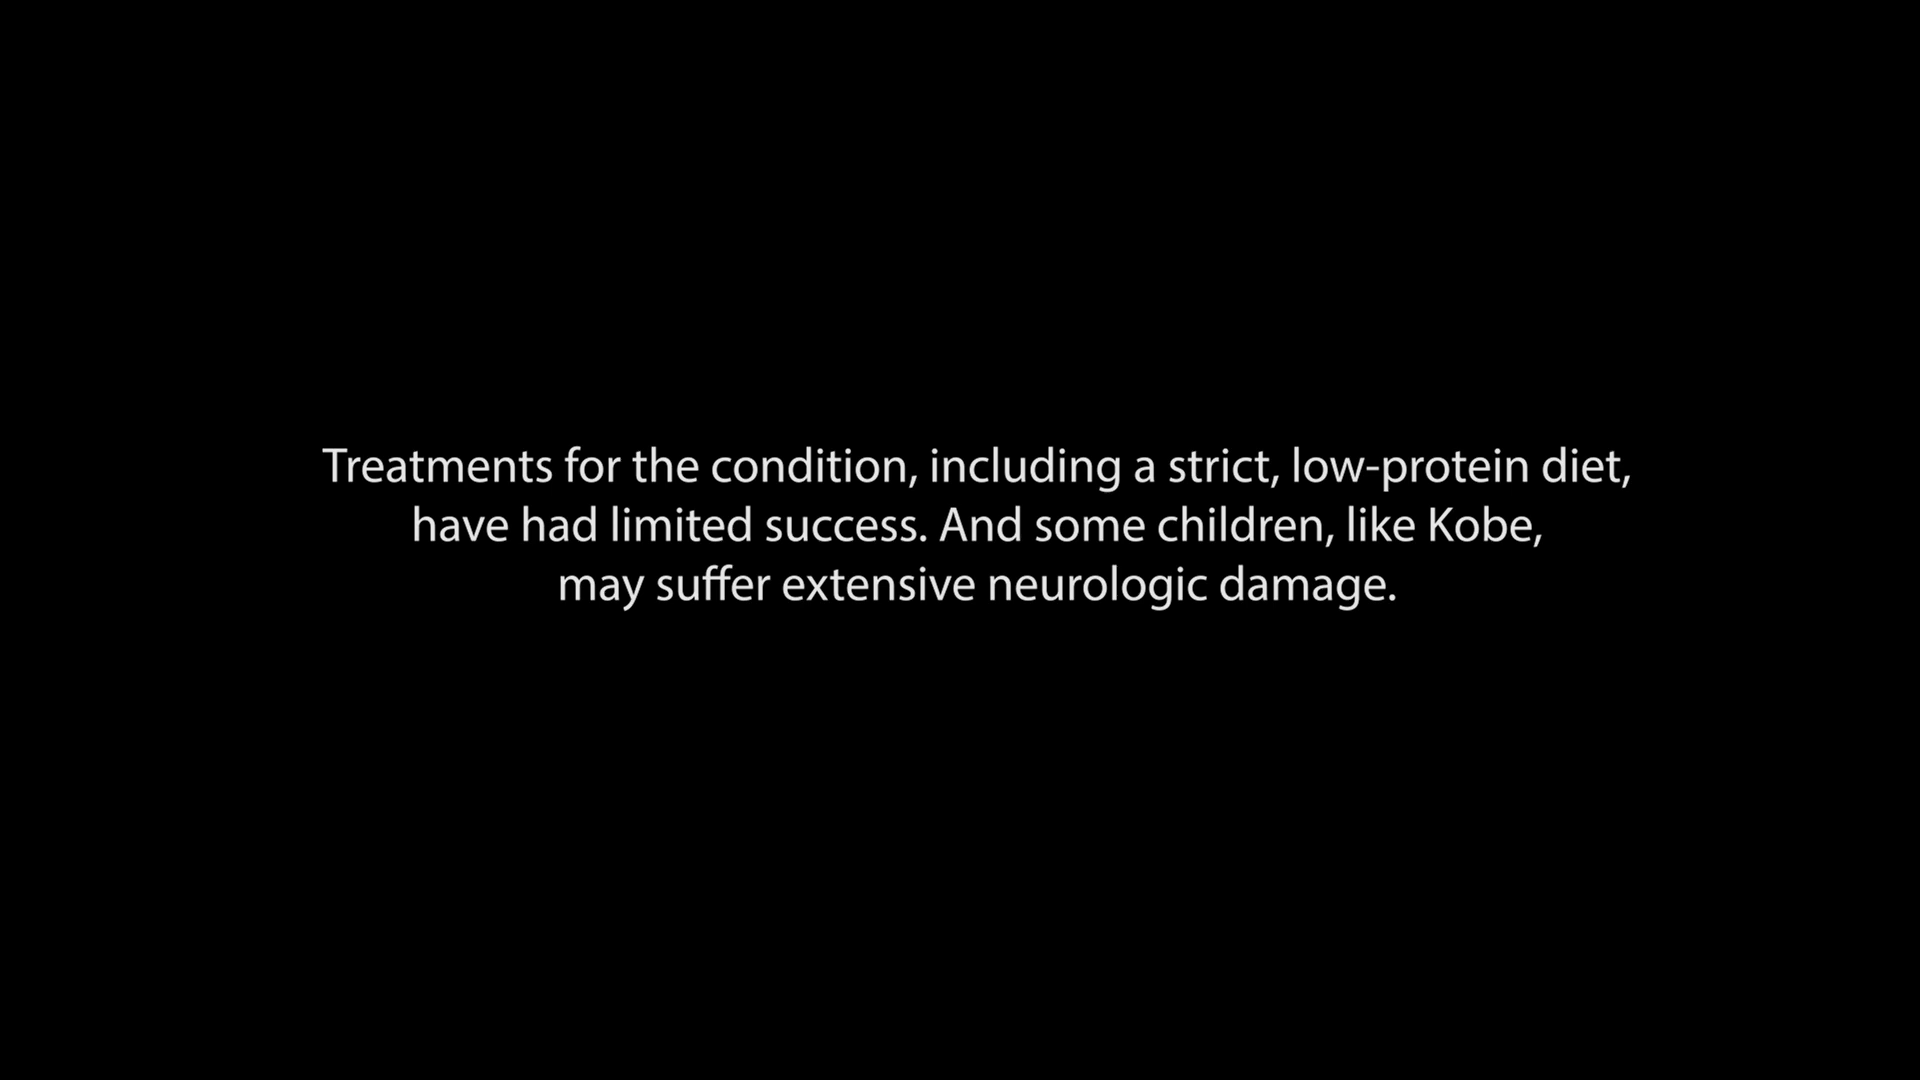 Treatments for the condition, including a strict, low-protein diet,
have had limited success. And some children, like Kobe,
may suffer extensive neurologic damage.